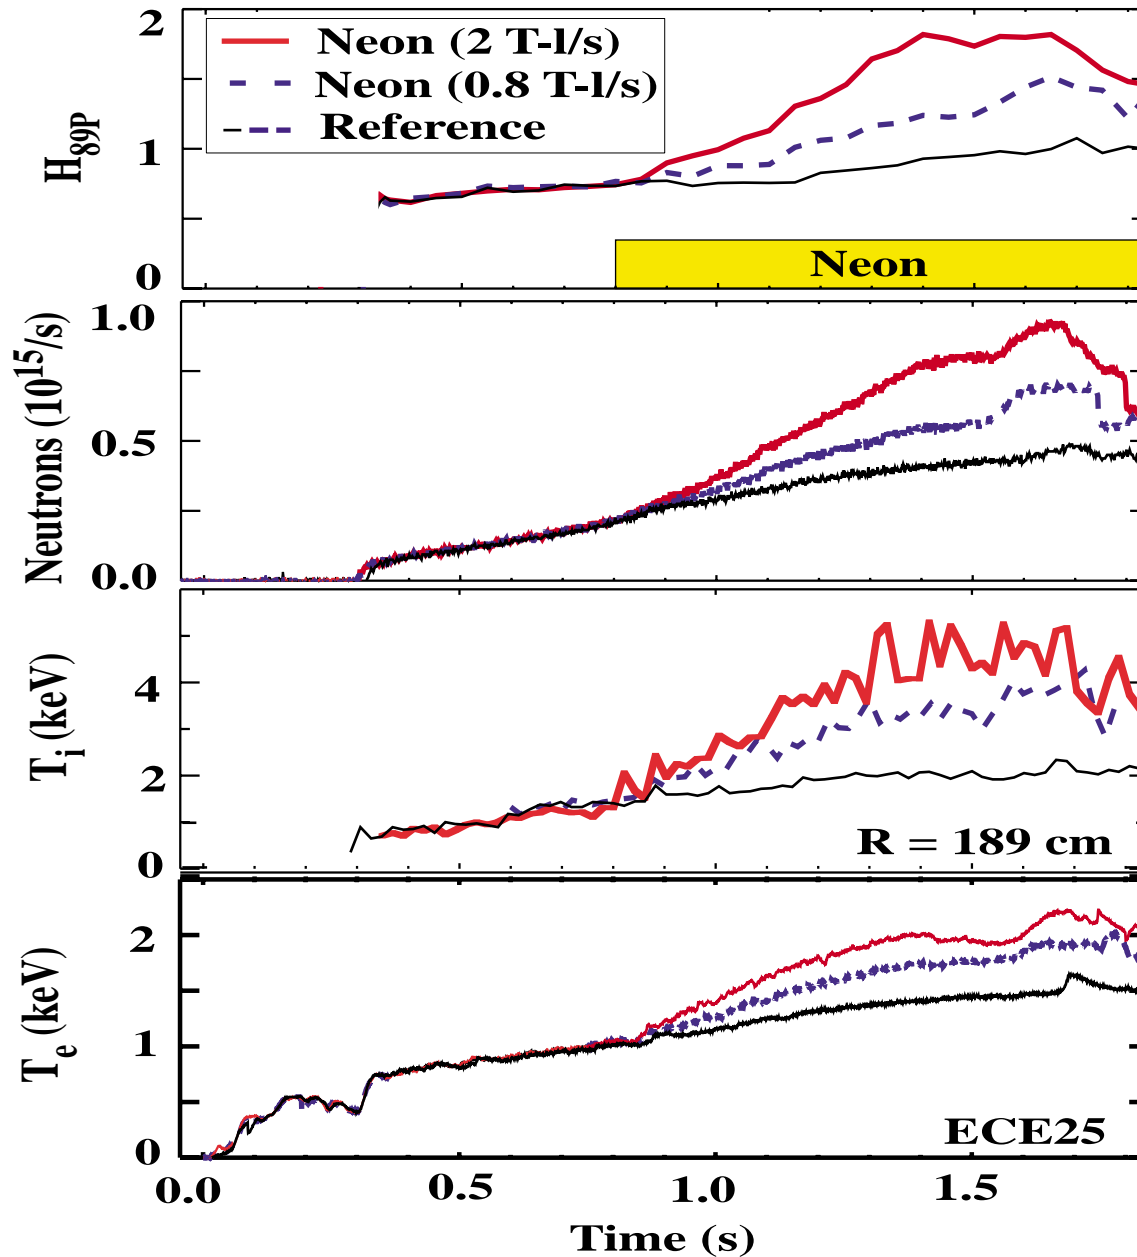 2
Neon (2 T-l/s)
Neon (0.8 T-l/s)
Reference
1
H89P
Neon
0
1.0
Neutrons (10^15/s)
0.5
0.0
4
Ti (keV)
2
R = 189 cm
0
2
Te (keV)
1
ECE25
0
0.0 0.5 1.0 1.5
Time (s)